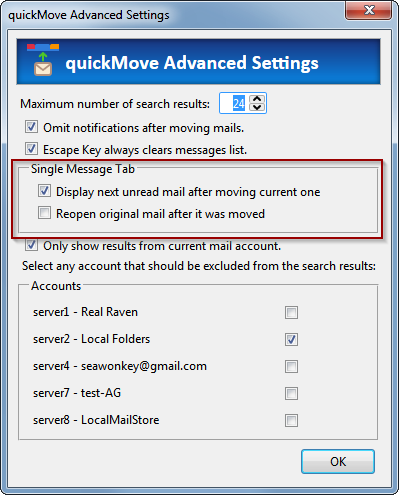 quickMove Advanced Settings
quickMove Advanced Settings
Maximum number of search results: 24
Omit notifications after moving mails.
Escape Key always clears messages list.
Single Message Tab
Display next unread mail after moving current one
Reopen original mail after it was moved
Only show results from current mail account.
Select any account that should be excluded from the search results:
Accounts
server1 - Real Raven
server2 - Local Folders
server4 - seawonkey@gmail.com
server7 - test-AG
server8 - LocalMailStore
OK